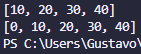 [10, 20, 30, 40]
[0, 10, 20, 30, 40]
PS C:\Users\Gustavo\